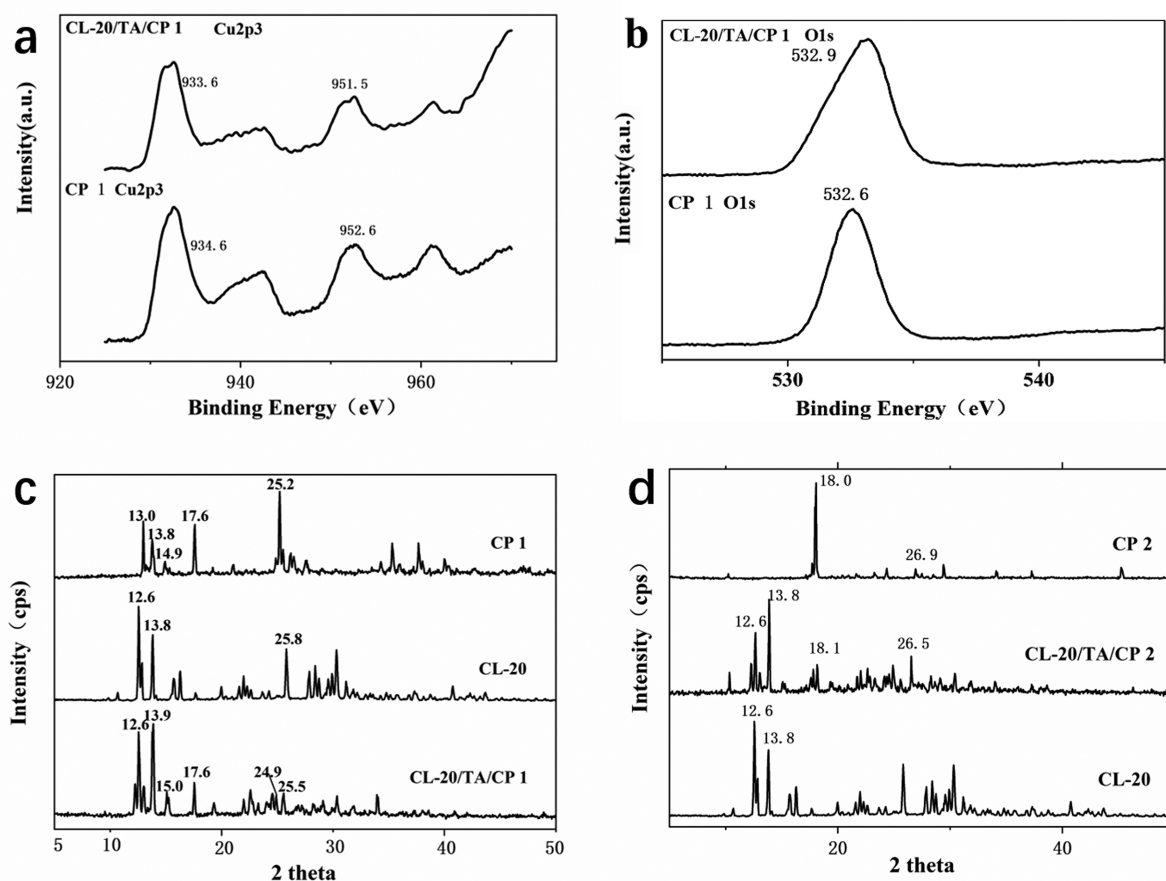 a
CL-20/TA/CP 1 Cu2p3
933.6
951.5
CP 1 Cu2p3
934.6
952.6
Intensity(a.u.)
920 940 960
Binding Energy（eV）
b
CL-20/TA/CP 1 O1s
532.9
CP 1 O1s
532.6
Intensity(a.u.)
530 540
Binding Energy（eV）
c
25.2
13.0
17.6
13.8
14.9
CP 1
12.6
13.8
25.8
CL-20
12.6
13.9
15.0
17.6
24.9
25.5
CL-20/TA/CP 1
Intensity（cps）
5 10 20 30 40 50
2 theta
d
18.0
26.9
CP 2
13.8
12.6
18.1
26.5
CL-20/TA/CP 2
12.6
13.8
CL-20
Intensity（cps）
20 40
2 theta